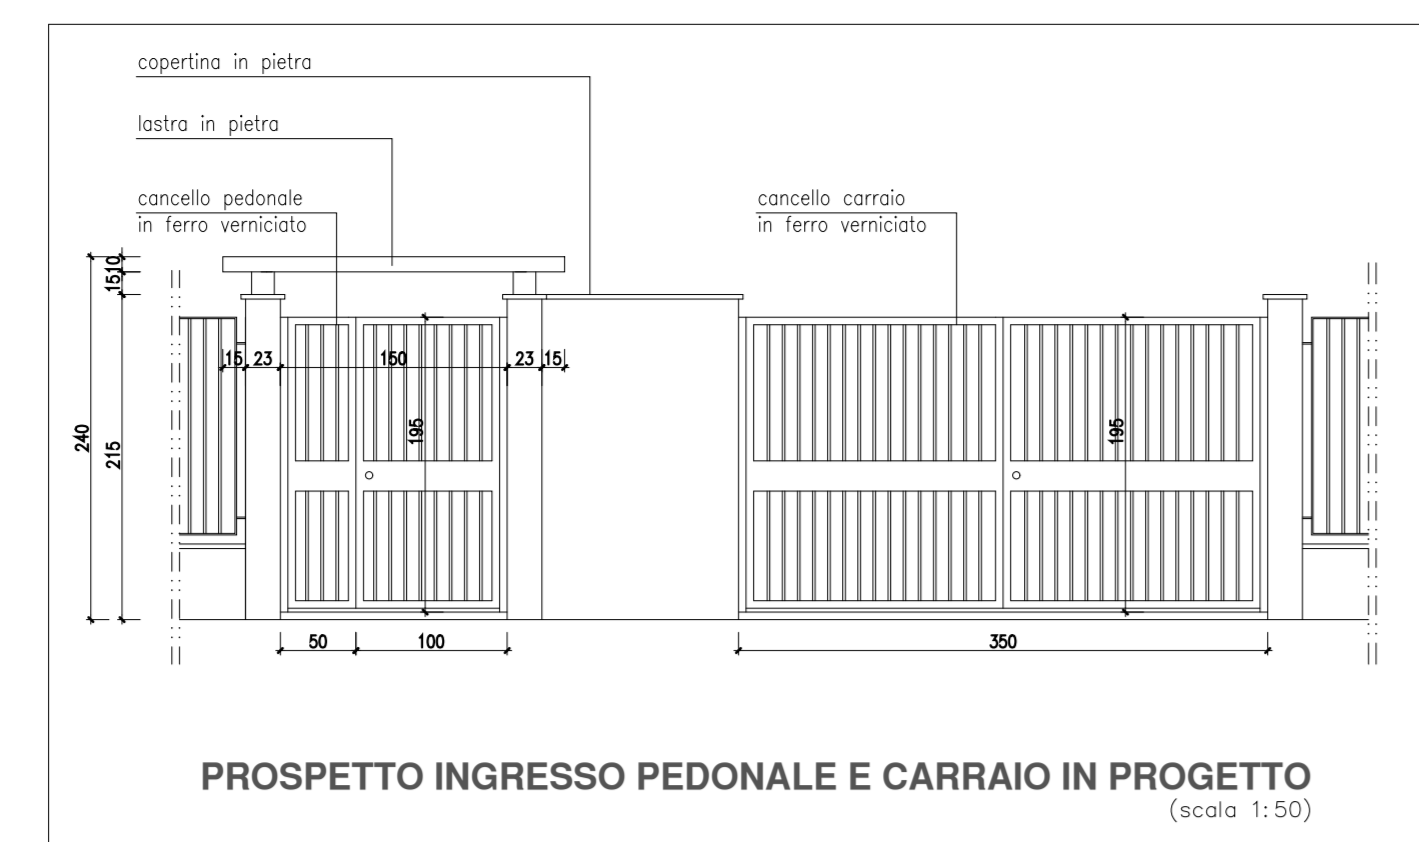 copertina in pietra
lastra in pietra
cancello pedonale
in ferro verniciato
cancello carraio
in ferro verniciato
10
15
15 23 150 23 15
240
215
195
195
50 100
350
PROSPETTO INGRESSO PEDONALE E CARRAIO IN PROGETTO
(scala 1:50)